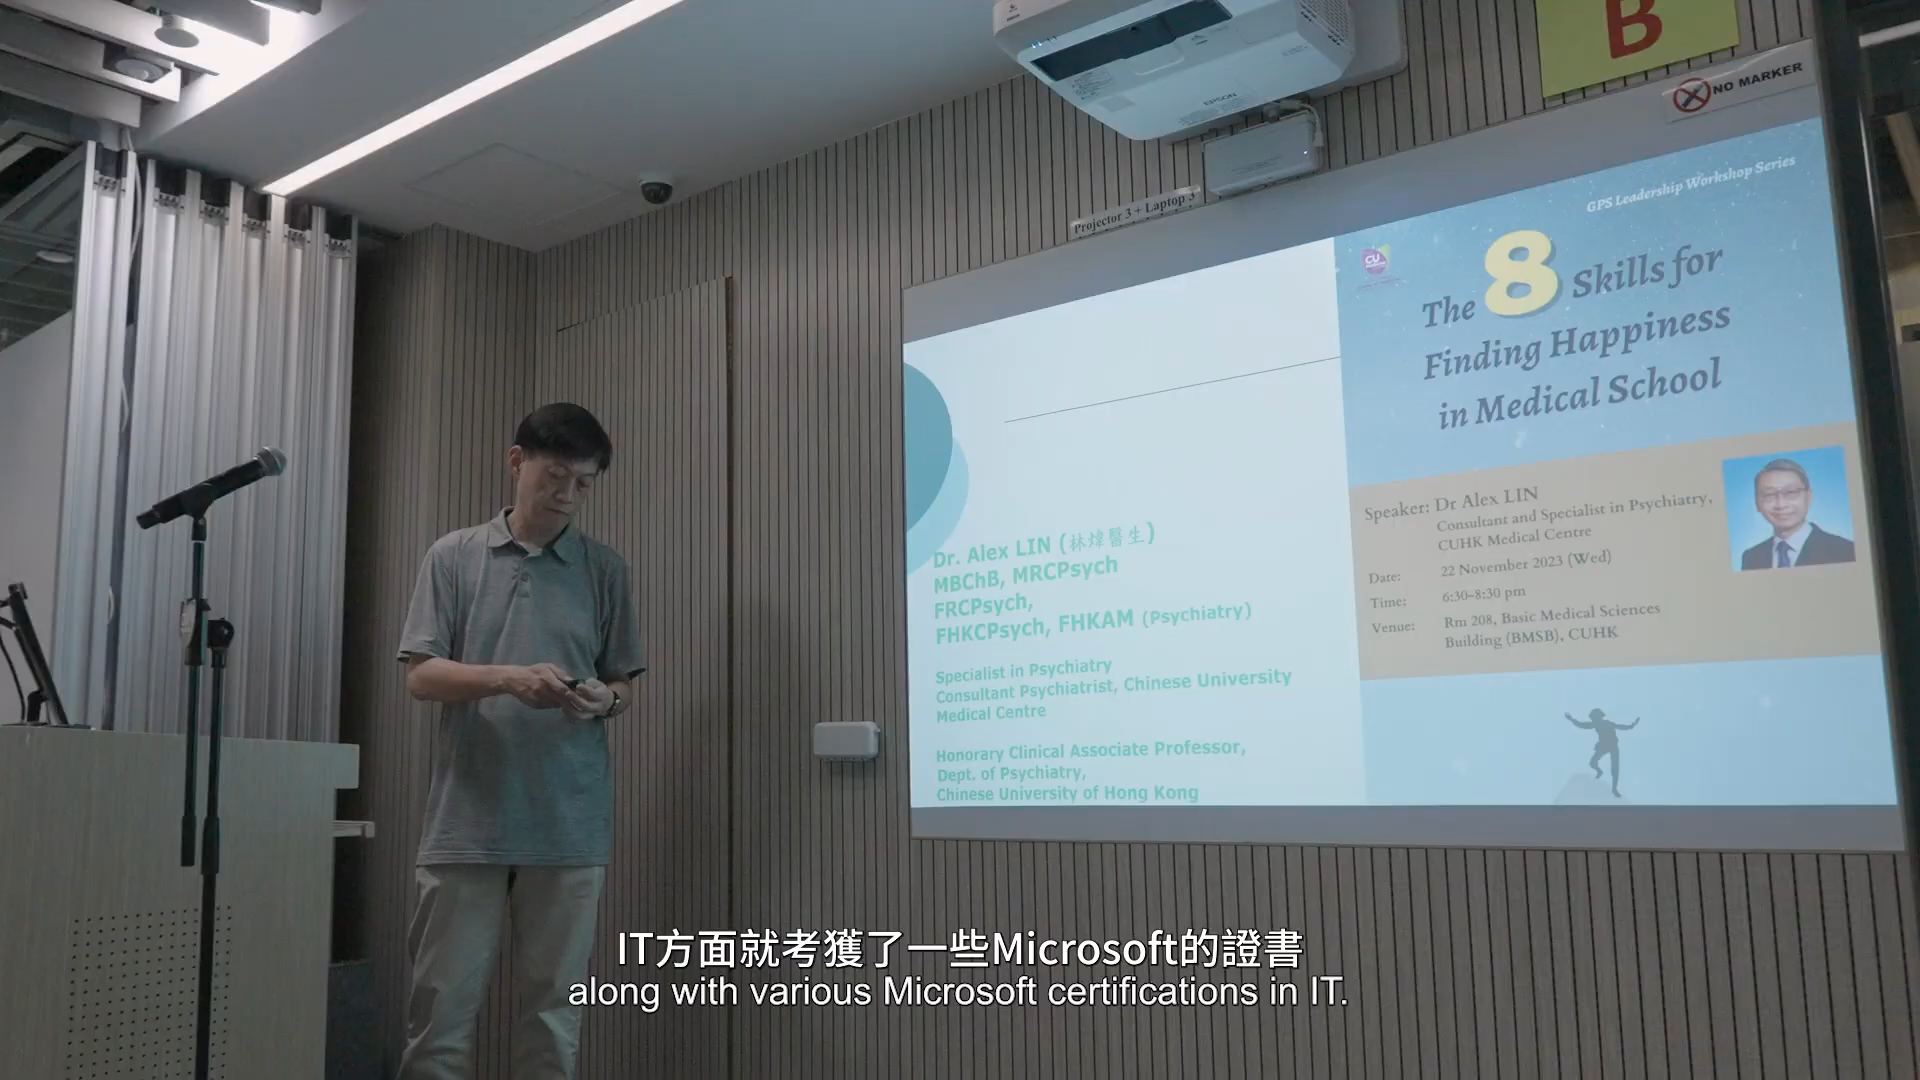 B
NO MARKER
EPSON
Projector 3 + Laptop 3
GPS Leadership Workshop Series
CU
The 8 Skills for
Finding Happiness
in Medical School
Dr. Alex LIN (林煒醫生)
MBChB, MRCPsych
FRCPsych,
FHKCPsych, FHKAM (Psychiatry)
Specialist in Psychiatry
Consultant Psychiatrist, Chinese University
Medical Centre
Honorary Clinical Associate Professor,
Dept. of Psychiatry,
Chinese University of Hong Kong
Speaker: Dr Alex LIN
Consultant and Specialist in Psychiatry,
CUHK Medical Centre
Date: 22 November 2023 (Wed)
Time: 6:30-8:30 pm
Venue: Rm 208, Basic Medical Sciences
Building (BMSB), CUHK
IT方面就考獲了一些Microsoft的證書
along with various Microsoft certifications in IT.